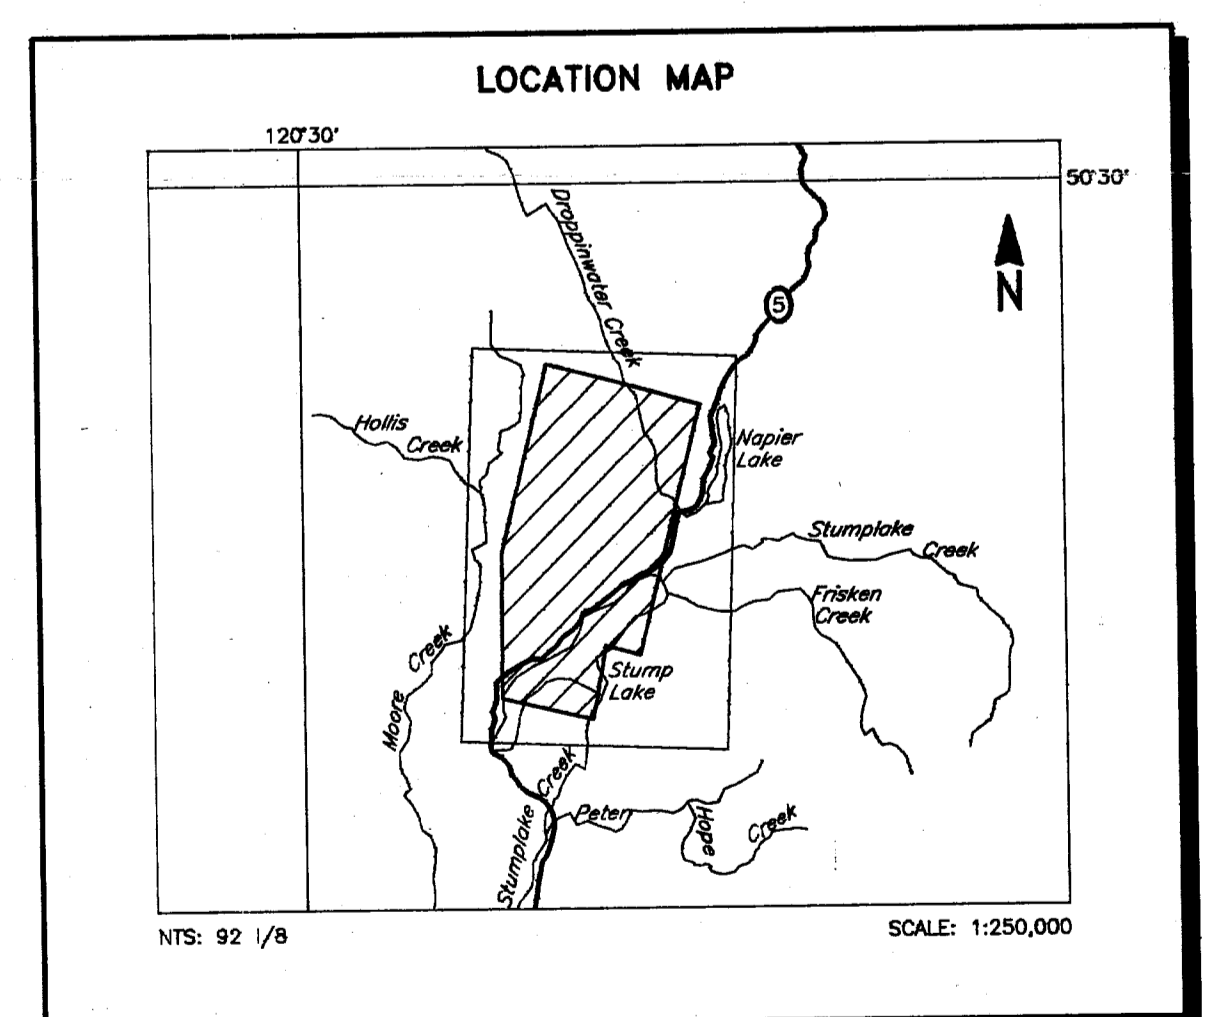 LOCATION MAP
120°30'
50°30'
Droppinwater Creek
N
5
Hollis
Creek
Napier
Lake
Stumplake
Creek
Frisken
Creek
Moore Creek
Stump
Lake
Stumplake Creek
Peter
Hope
Creek
NTS: 92 I/8
SCALE: 1:250,000